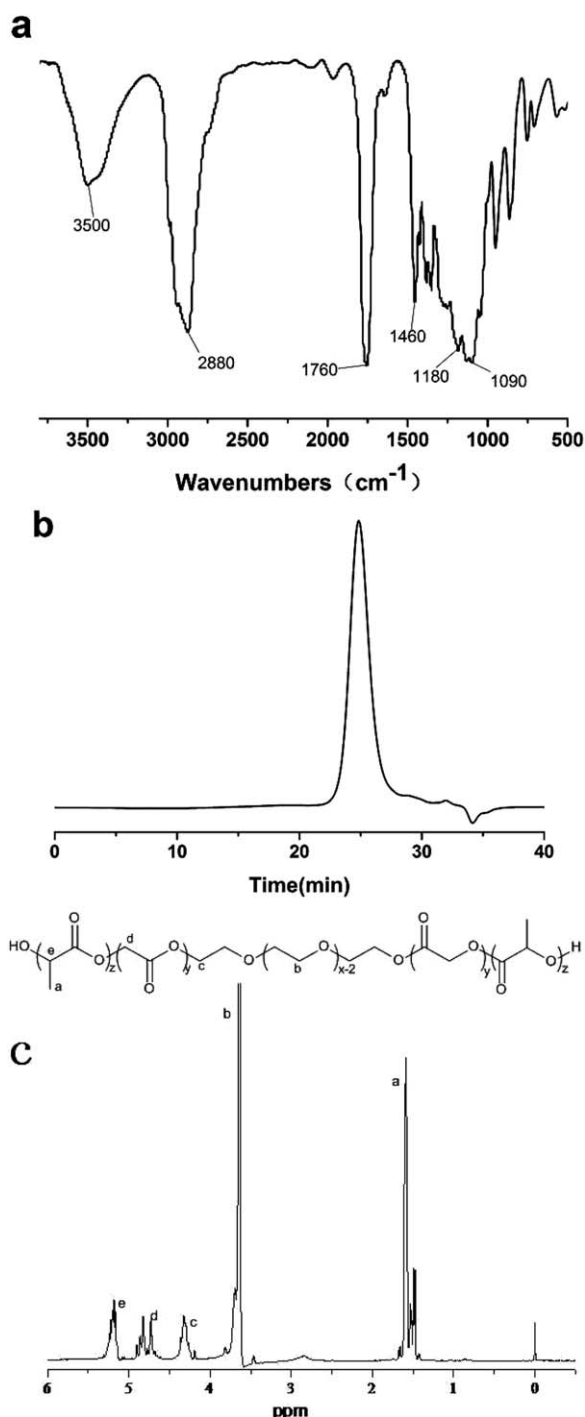 a
3500
2880
1760
1460
1180
1090
3500 3000 2500 2000 1500 1000 500
Wavenumbers（cm-1）
b
0 10 20 30 40
Time(min)
HO e a O O z d O O y c O b O x-2 O O O y O O H z
C
b
a
e
d
c
6 5 4 3 2 1 0
ppm